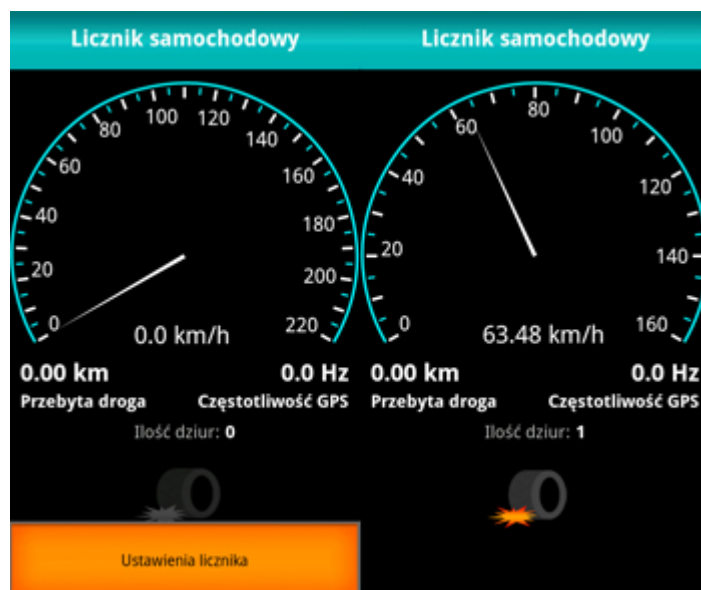 Licznik samochodowy
0
20
40
60
80
100
120
140
160
180
200
220
0.0 km/h
0.00 km 0.0 Hz
Przebyta droga Częstotliwość GPS
Ilość dziur: 0
Ustawienia licznika
Licznik samochodowy
0
20
40
60
80
100
120
140
160
63.48 km/h
0.00 km 0.0 Hz
Przebyta droga Częstotliwość GPS
Ilość dziur: 1